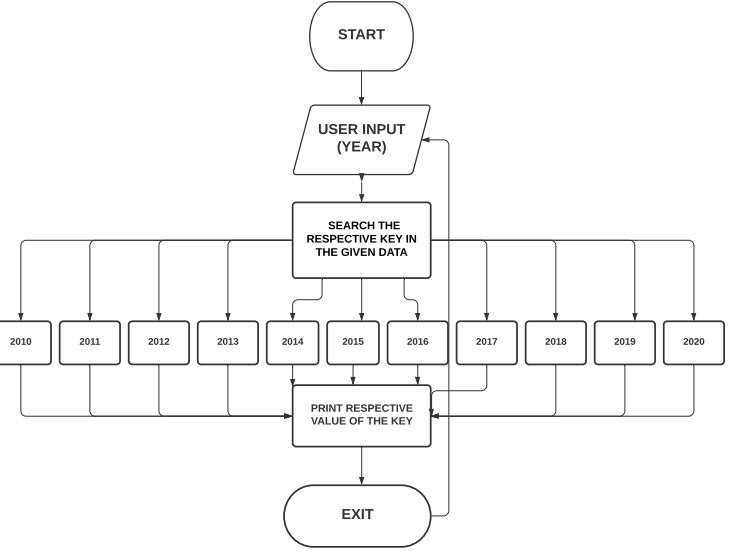 START
USER INPUT
(YEAR)
SEARCH THE
RESPECTIVE KEY IN
THE GIVEN DATA
2010
2011
2012
2013
2014
2015
2016
2017
2018
2019
2020
PRINT RESPECTIVE
VALUE OF THE KEY
EXIT